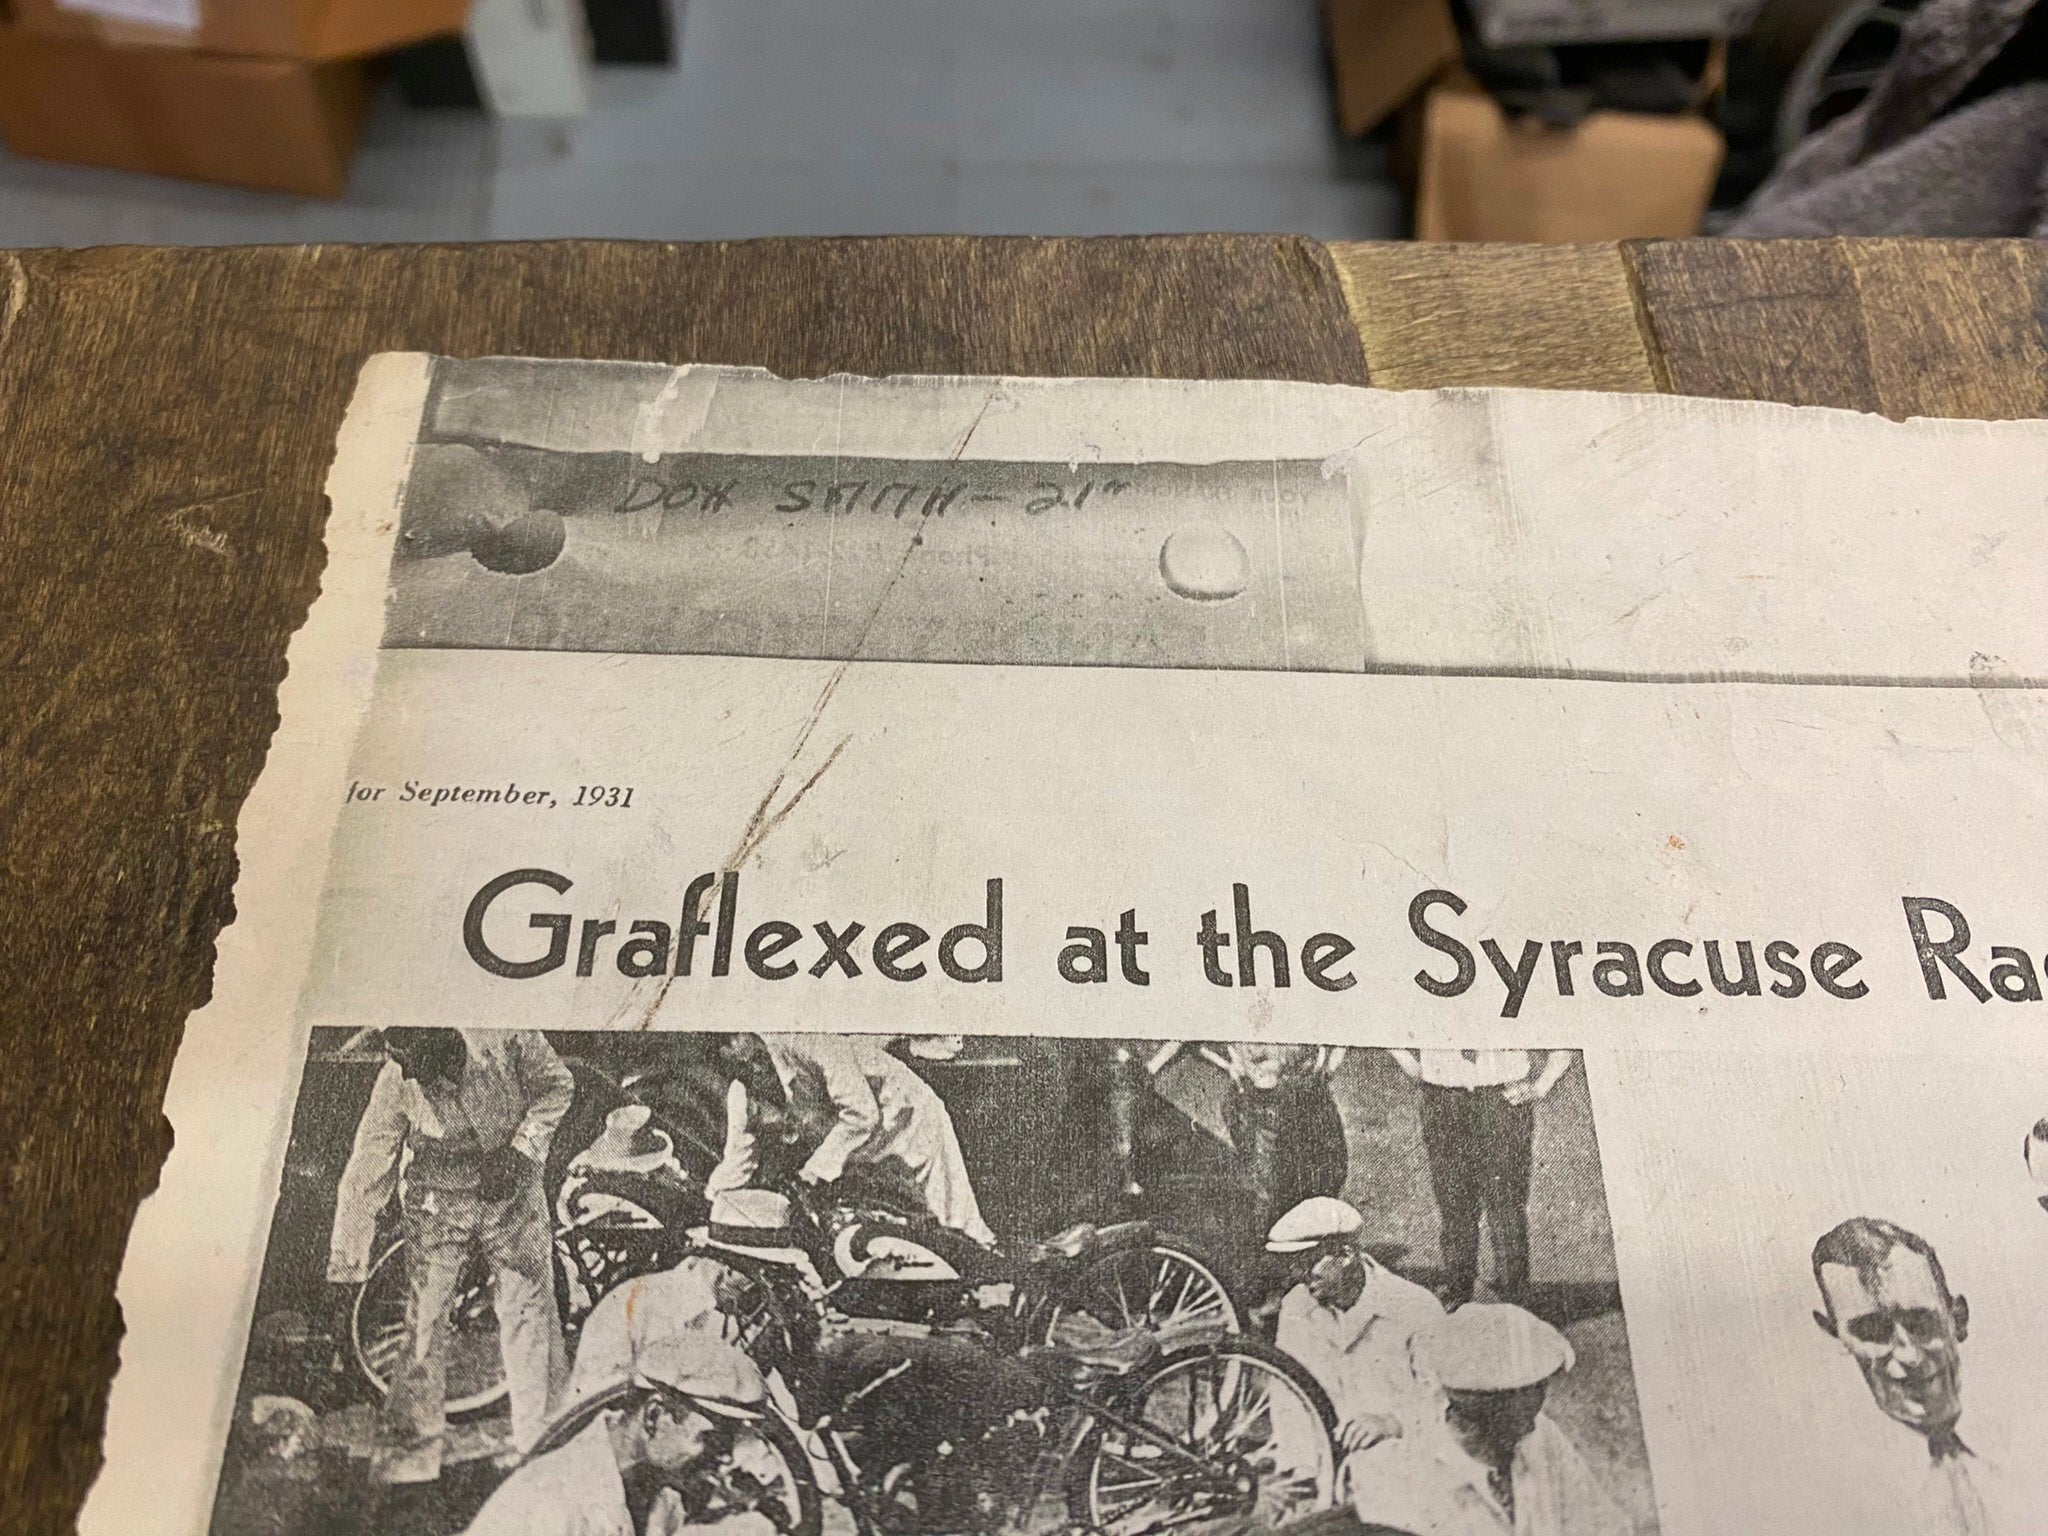 DON SMITH - 21"
for September, 1931
Graflexed at the Syracuse Ra